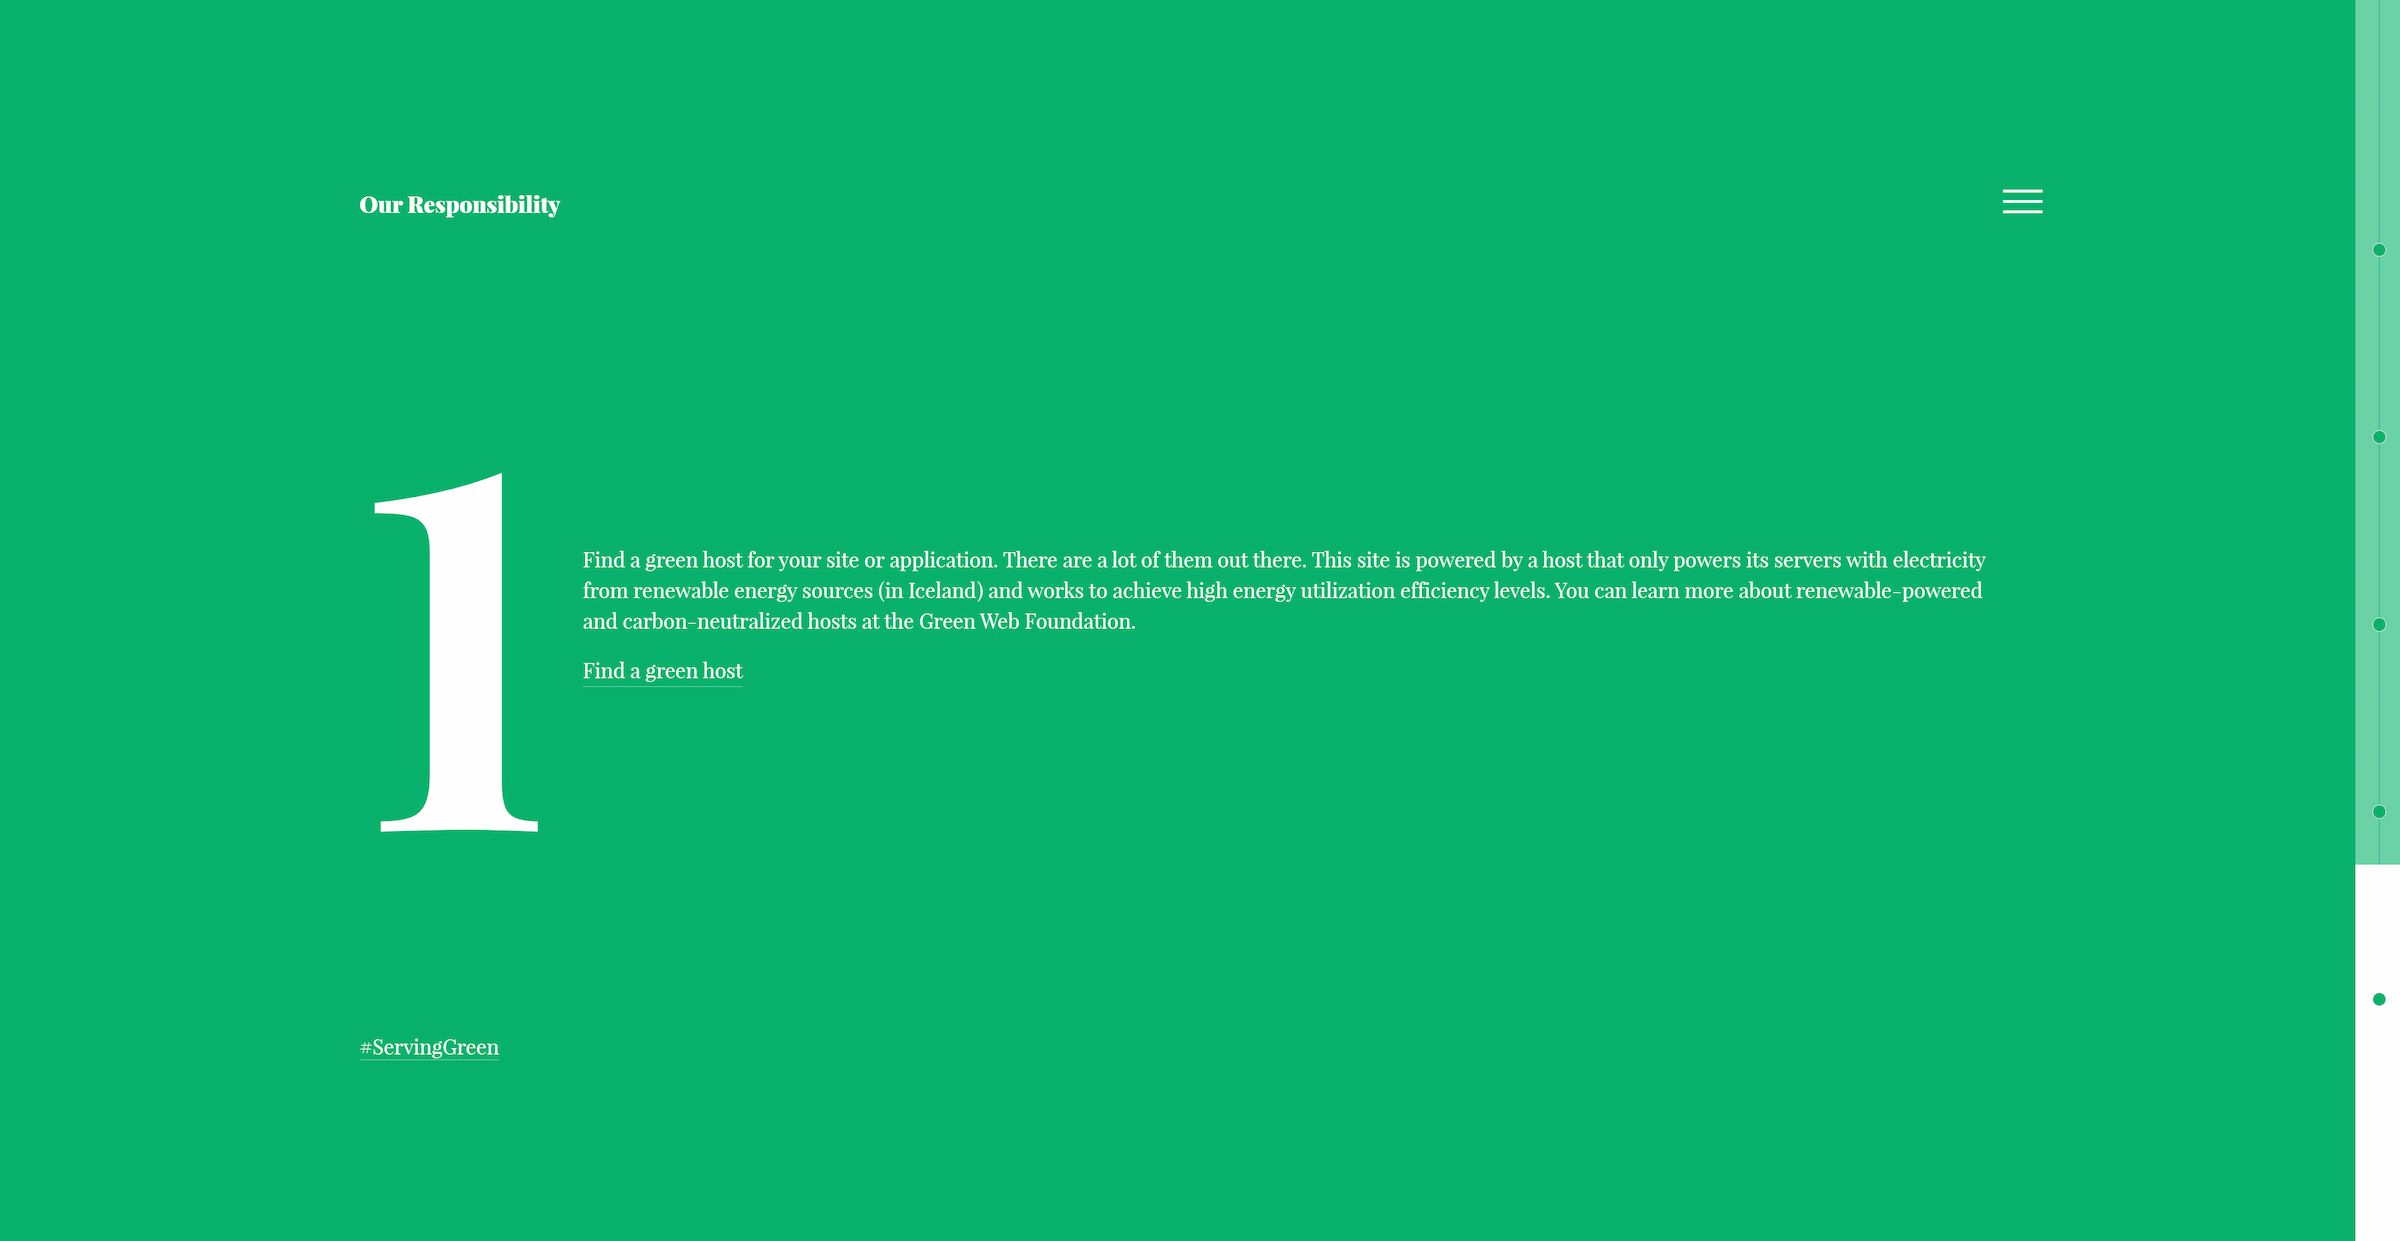 Our Responsibility
1
Find a green host for your site or application. There are a lot of them out there. This site is powered by a host that only powers its servers with electricity
from renewable energy sources (in Iceland) and works to achieve high energy utilization efficiency levels. You can learn more about renewable-powered
and carbon-neutralized hosts at the Green Web Foundation.
Find a green host
#ServingGreen